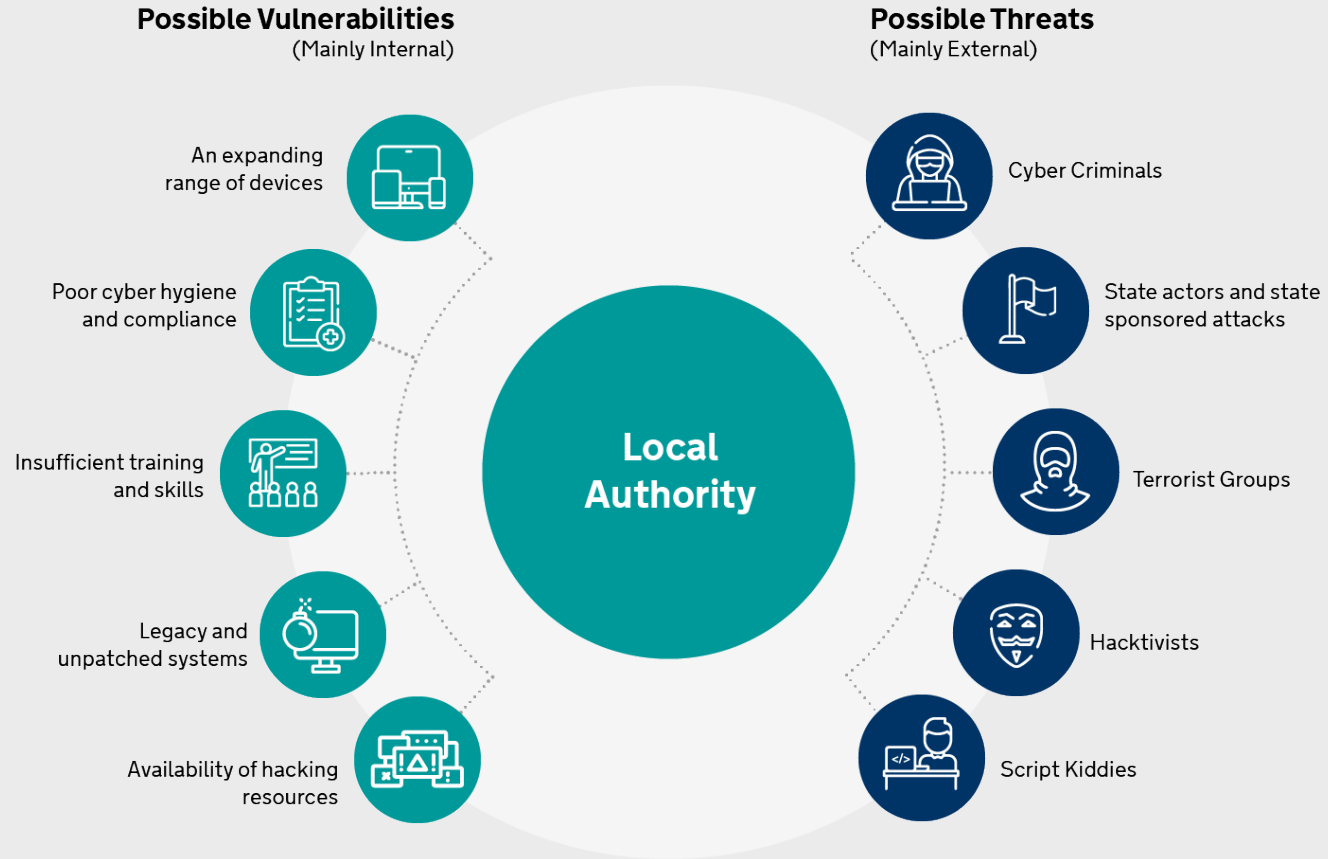 Possible Vulnerabilities
(Mainly Internal)
An expanding
range of devices
Poor cyber hygiene
and compliance
Insufficient training
and skills
Legacy and
unpatched systems
Availability of hacking
resources
Local
Authority
Possible Threats
(Mainly External)
Cyber Criminals
State actors and state
sponsored attacks
Terrorist Groups
Hacktivists
</>
Script Kiddies